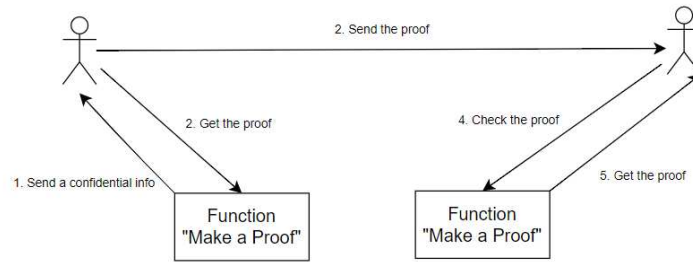 2. Send the proof
2. Get the proof
4. Check the proof
1. Send a confidential info
5. Get the proof
Function
"Make a Proof"
Function
"Make a Proof"